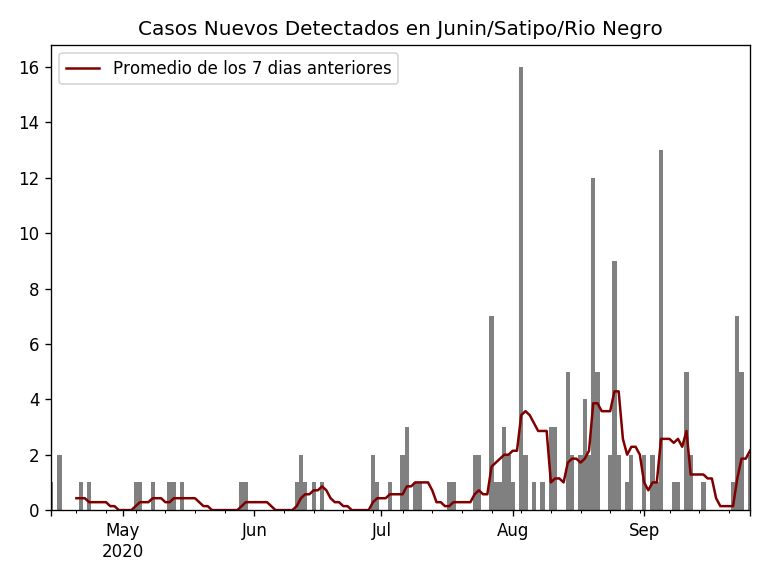 Casos Nuevos Detectados en Junin/Satipo/Rio Negro
Promedio de los 7 dias anteriores
16
14
12
10
8
6
4
2
0
May
2020
Jun
Jul
Aug
Sep